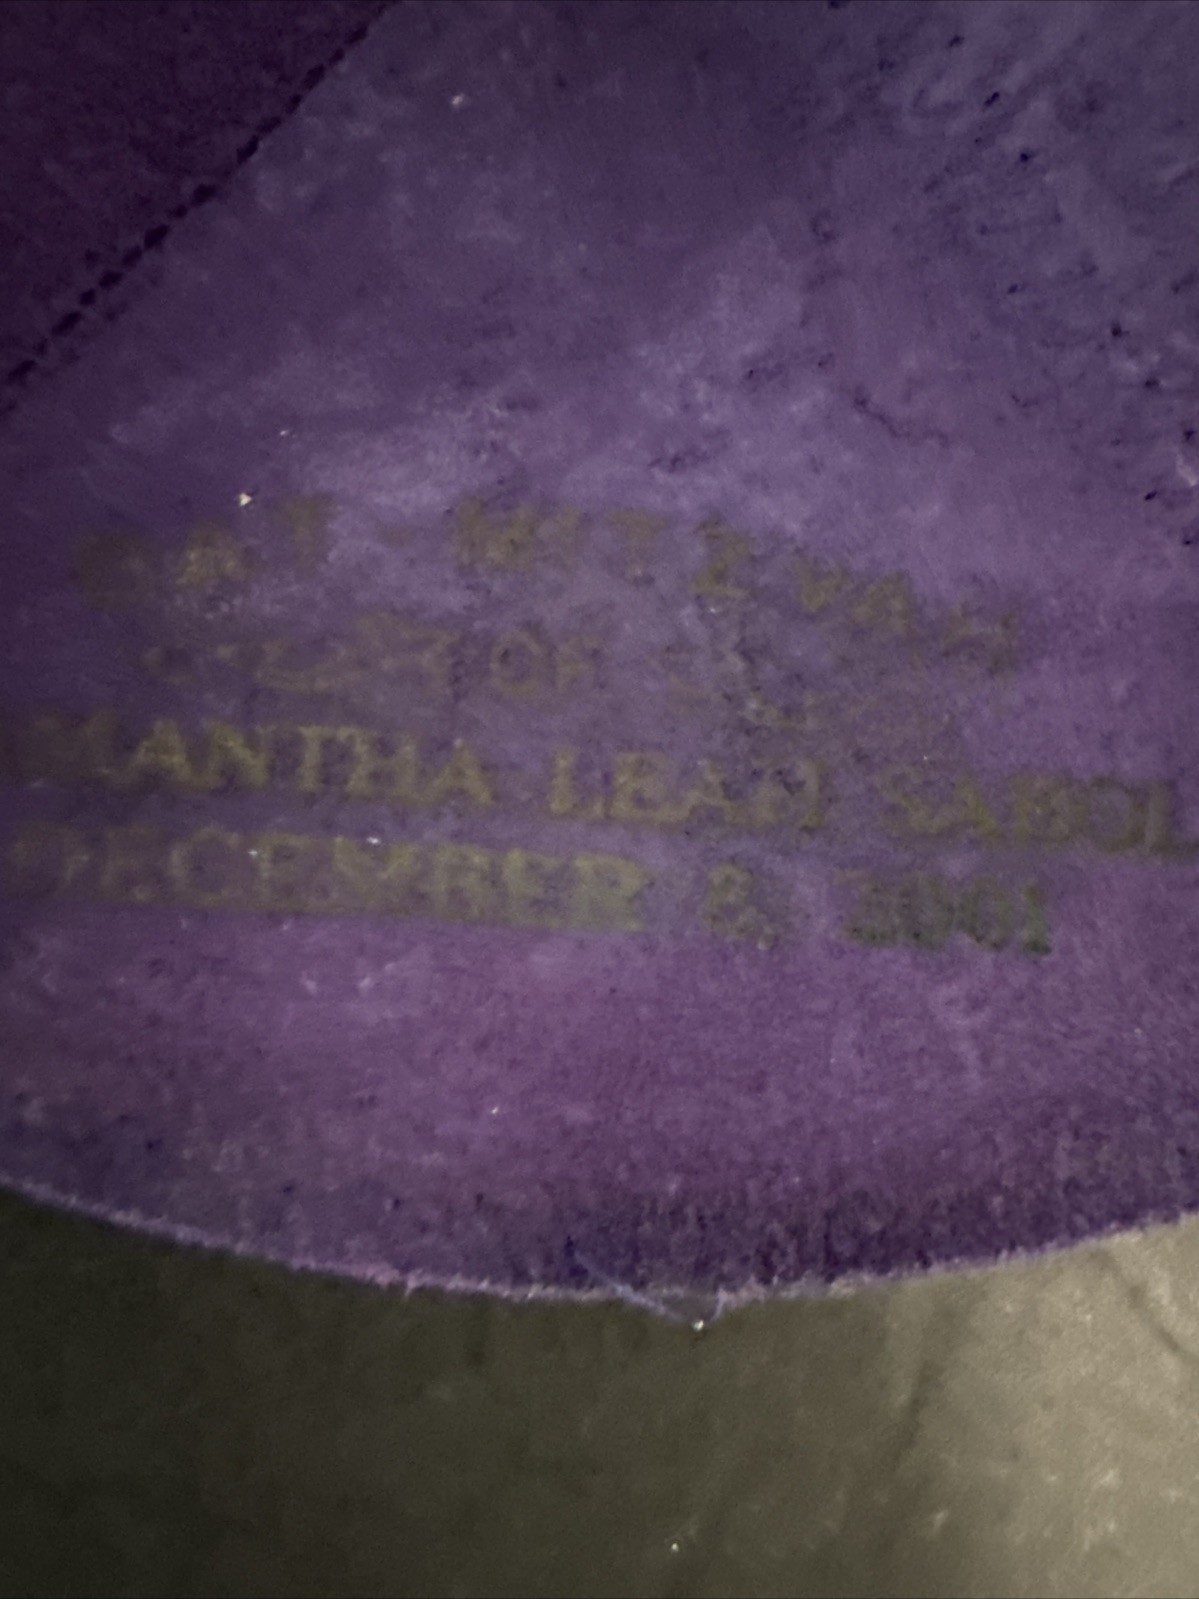 BAT MITZVAH
OF
MANTHA LEAH SABOL
DECEMBER 8, 2001